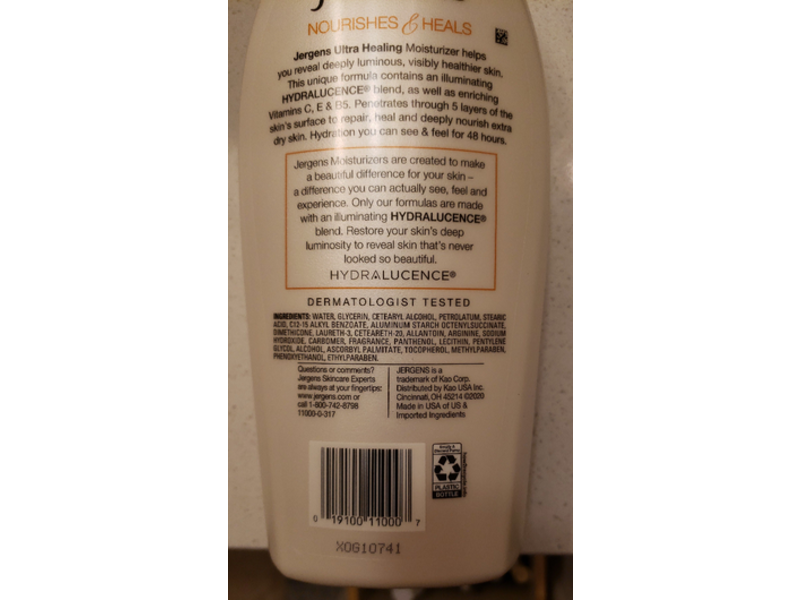 NOURISHES & HEALS
Jergens Ultra Healing Moisturizer helps
you reveal deeply luminous, visibly healthier skin.
This unique formula contains an illuminating
HYDRALUCENCE® blend, as well as enriching
Vitamins C, E & B5. Penetrates through 5 layers of the
skin's surface to repair, heal and deeply nourish extra
dry skin. Hydration you can see & feel for 48 hours.
Jergens Moisturizers are created to make
a beautiful difference for your skin –
a difference you can actually see, feel and
experience. Only our formulas are made
with an illuminating HYDRALUCENCE®
blend. Restore your skin's deep
luminosity to reveal skin that's never
looked so beautiful.
HYDRALUCENCE®
DERMATOLOGIST TESTED
INGREDIENTS: WATER, GLYCERIN, CETEARYL ALCOHOL, PETROLATUM, STEARIC
ACID, C12-15 ALKYL BENZOATE, ALUMINUM STARCH OCTENYLSUCCINATE,
DIMETHICONE, LAURETH-3, CETEARETH-20, ALLANTOIN, ARGININE, SODIUM
HYDROXIDE, CARBOMER, FRAGRANCE, PANTHENOL, LECITHIN, PENTYLENE
GLYCOL, ALCOHOL, ASCORBYL PALMITATE, TOCOPHEROL, METHYLPARABEN,
PHENOXYETHANOL, ETHYLPARABEN.
Questions or comments?
Jergens Skincare Experts
are always at your fingertips:
www.jergens.com or
call 1-800-742-8798
11000-0-317
JERGENS is a
trademark of Kao Corp.
Distributed by Kao USA Inc.
Cincinnati, OH 45214 ©2020
Made in USA of US &
Imported Ingredients
PLASTIC
BOTTLE
0 19100 11000 7
X0G10741